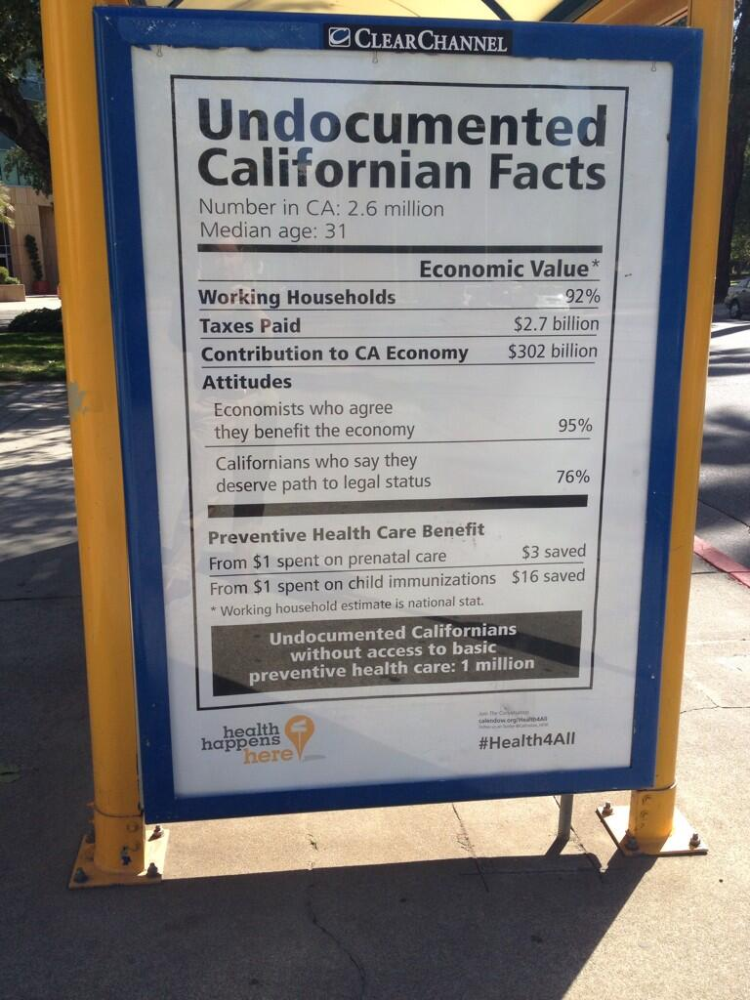 CLEARCHANNEL
Undocumented
Californian Facts
Number in CA: 2.6 million
Median age: 31
Economic Value*
Working Households 92%
Taxes Paid $2.7 billion
Contribution to CA Economy $302 billion
Attitudes
Economists who agree
they benefit the economy 95%
Californians who say they
deserve path to legal status 76%
Preventive Health Care Benefit
From $1 spent on prenatal care $3 saved
From $1 spent on child immunizations $16 saved
* Working household estimate is national stat.
Undocumented Californians
without access to basic
preventive health care: 1 million
health
happens
here
Join The Conversation
calendow.org/Health4All
#Health4All